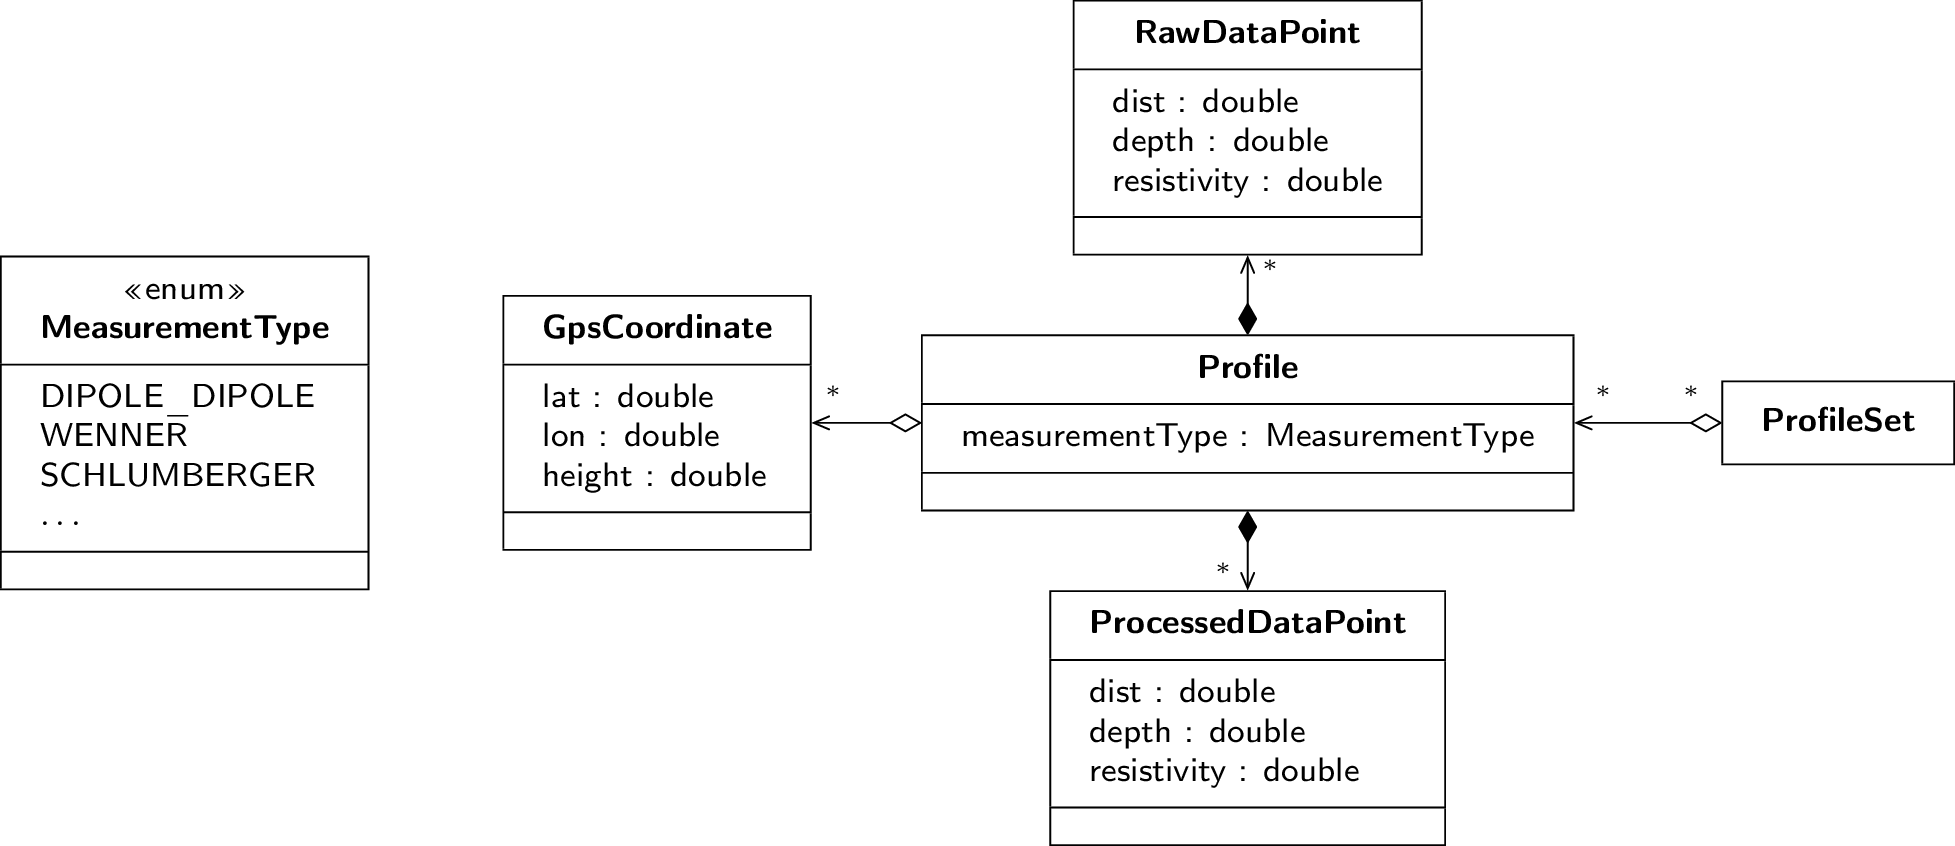 RawDataPoint
dist : double
depth : double
resistivity : double
*
«enum»
MeasurementType
DIPOLE_DIPOLE
WENNER
SCHLUMBERGER
...
GpsCoordinate
lat : double
lon : double
height : double
*
Profile
measurementType : MeasurementType
* *
ProfileSet
*
ProcessedDataPoint
dist : double
depth : double
resistivity : double